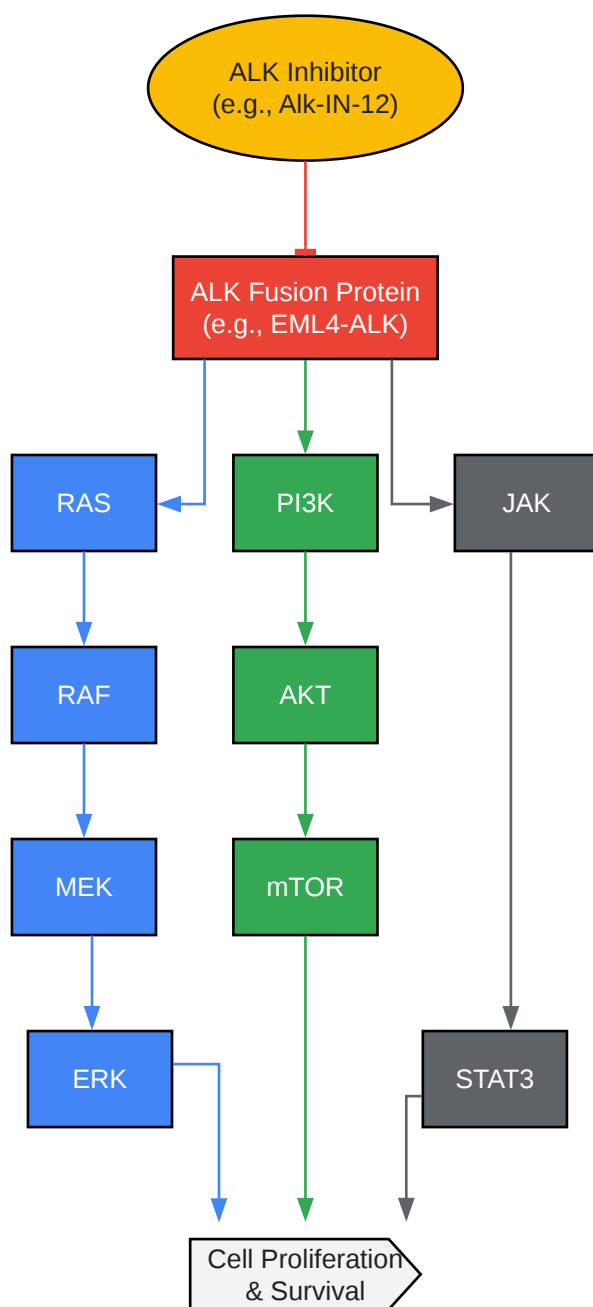 ALK Inhibitor
(e.g., Alk-IN-12)
ALK Fusion Protein
(e.g., EML4-ALK)
RAS
PI3K
JAK
RAF
AKT
MEK
mTOR
ERK
STAT3
Cell Proliferation
& Survival